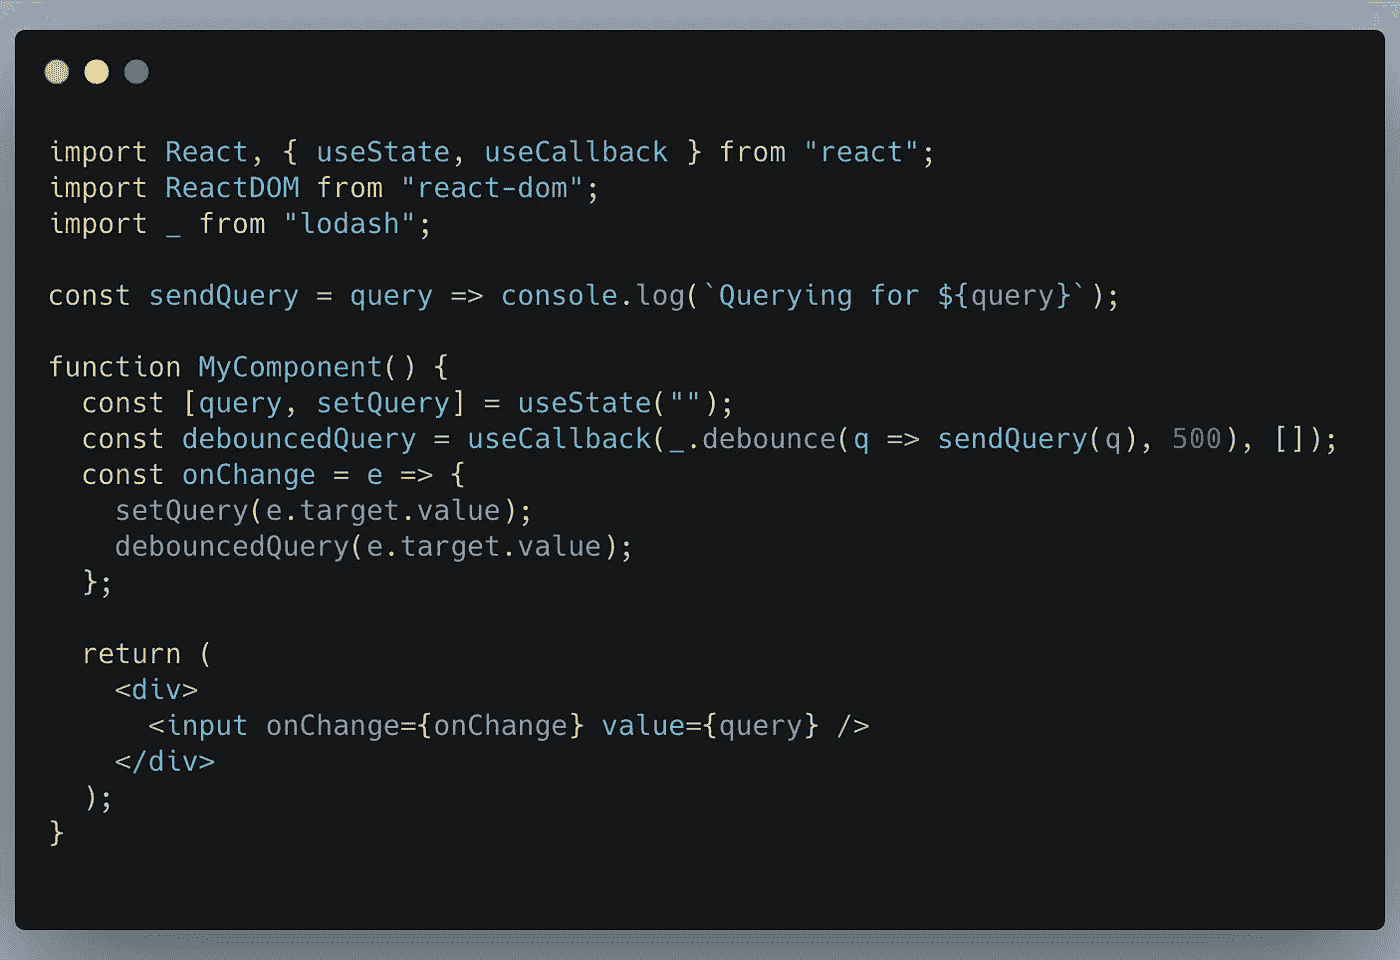 import React, { useState, useCallback } from "react";
import ReactDOM from "react-dom";
import _ from "lodash";

const sendQuery = query => console.log(`Querying for ${query}`);

function MyComponent() {
  const [query, setQuery] = useState("");
  const debouncedQuery = useCallback(_.debounce(q => sendQuery(q), 500), []);
  const onChange = e => {
    setQuery(e.target.value);
    debouncedQuery(e.target.value);
  };

  return (
    <div>
      <input onChange={onChange} value={query} />
    </div>
  );
}